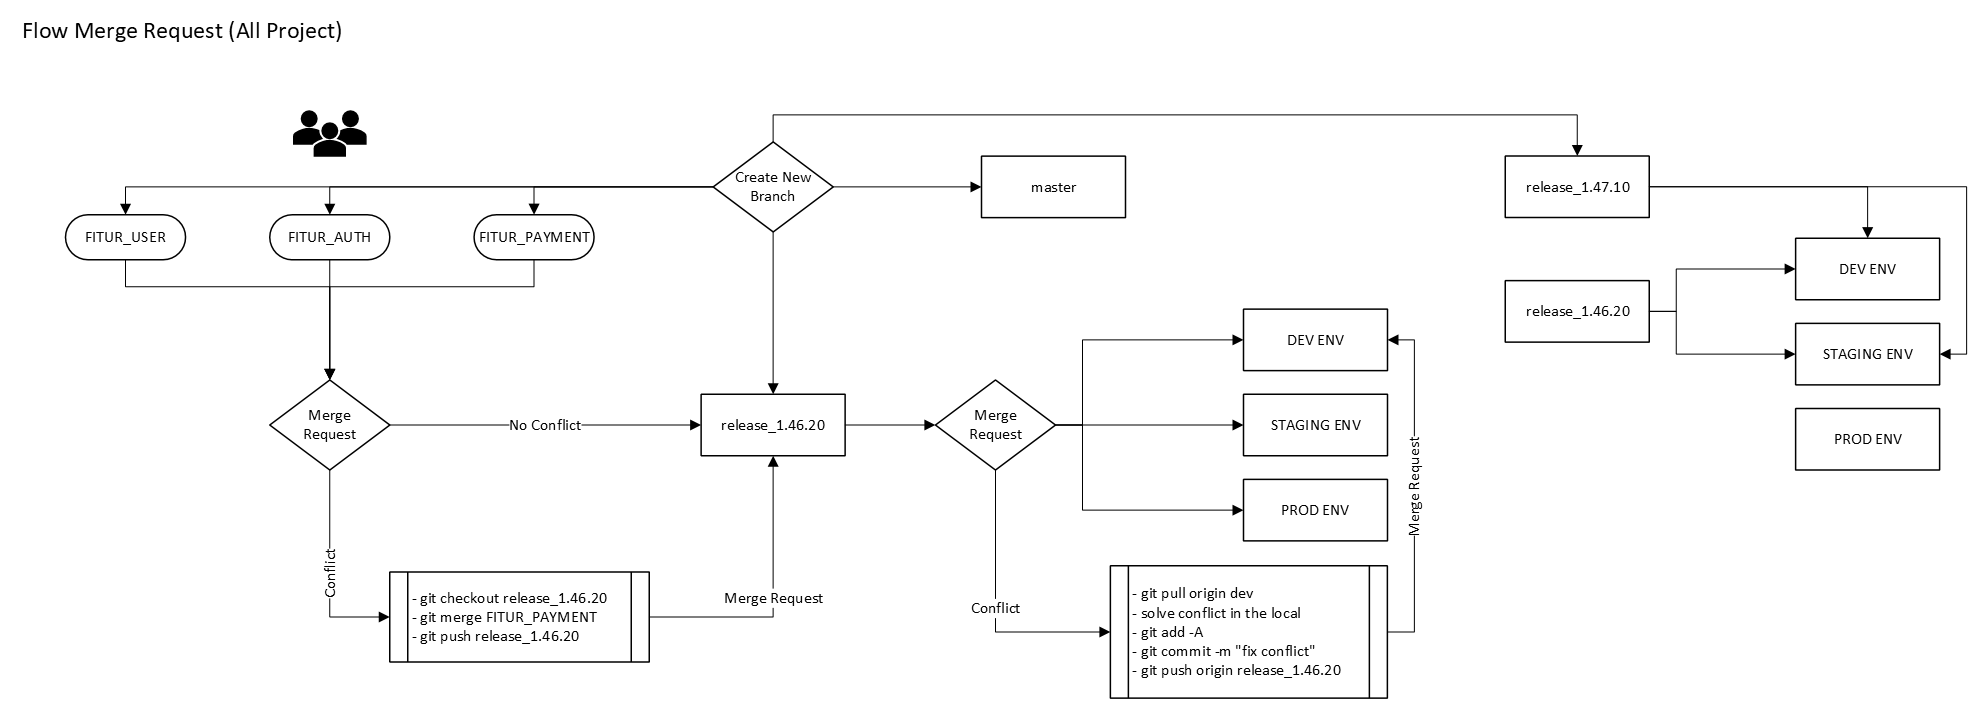 Flow Merge Request (All Project)
Create New
Branch
master
release_1.47.10
FITUR_USER
FITUR_AUTH
FITUR_PAYMENT
DEV ENV
release_1.46.20
STAGING ENV
PROD ENV
Merge
Request
No Conflict
release_1.46.20
Merge
Request
DEV ENV
STAGING ENV
PROD ENV
Merge Request
Conflict
- git checkout release_1.46.20
- git merge FITUR_PAYMENT
- git push release_1.46.20
Merge Request
Conflict
- git pull origin dev
- solve conflict in the local
- git add -A
- git commit -m "fix conflict"
- git push origin release_1.46.20